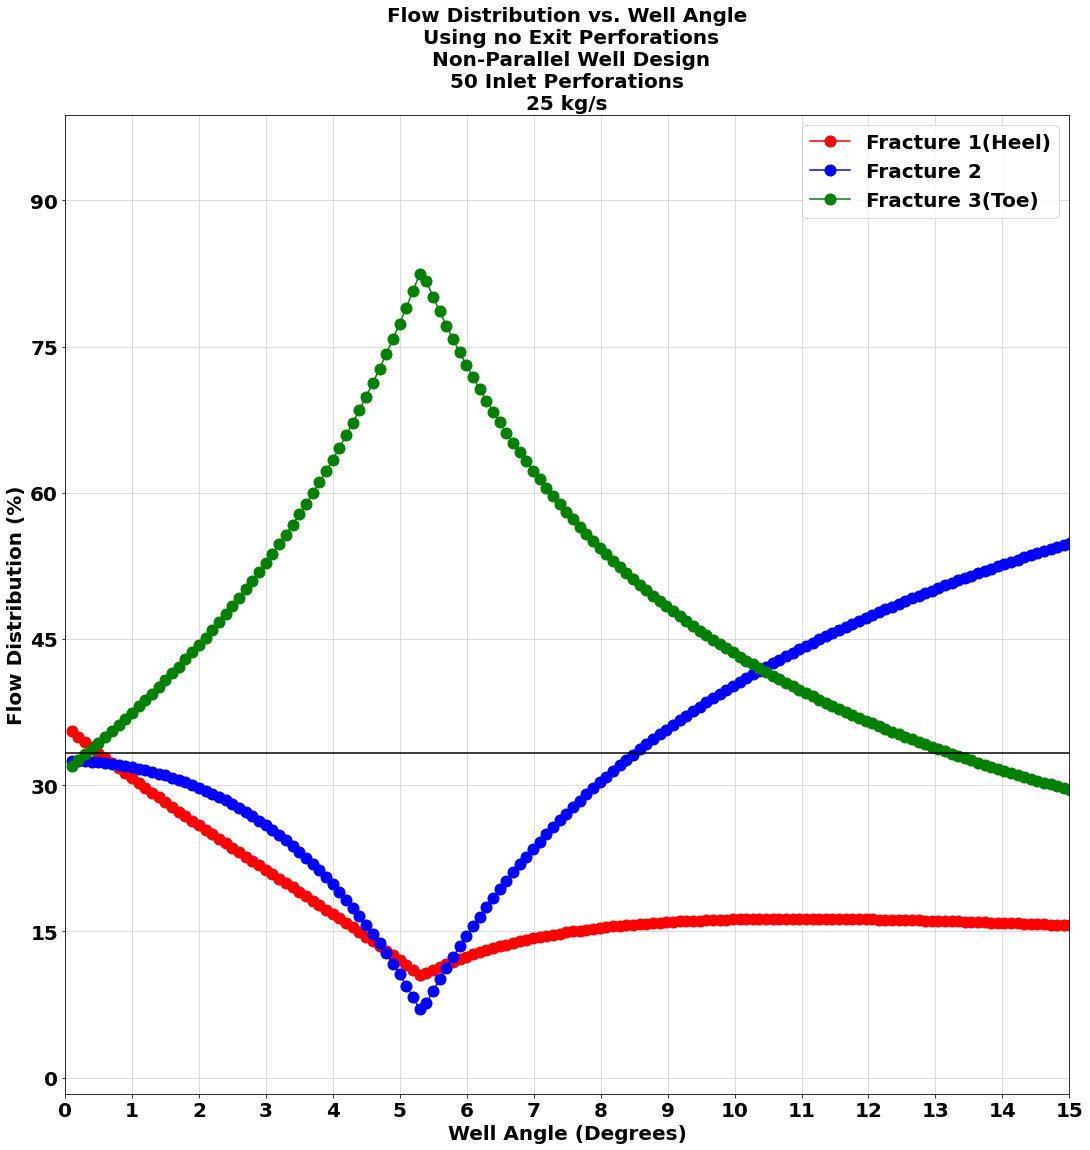 Flow Distribution vs. Well Angle
Using no Exit Perforations
Non-Parallel Well Design
50 Inlet Perforations
25 kg/s
Fracture 1(Heel)
Fracture 2
Fracture 3(Toe)
90
75
60
45
30
15
0
Flow Distribution (%)
0 1 2 3 4 5 6 7 8 9 10 11 12 13 14 15
Well Angle (Degrees)